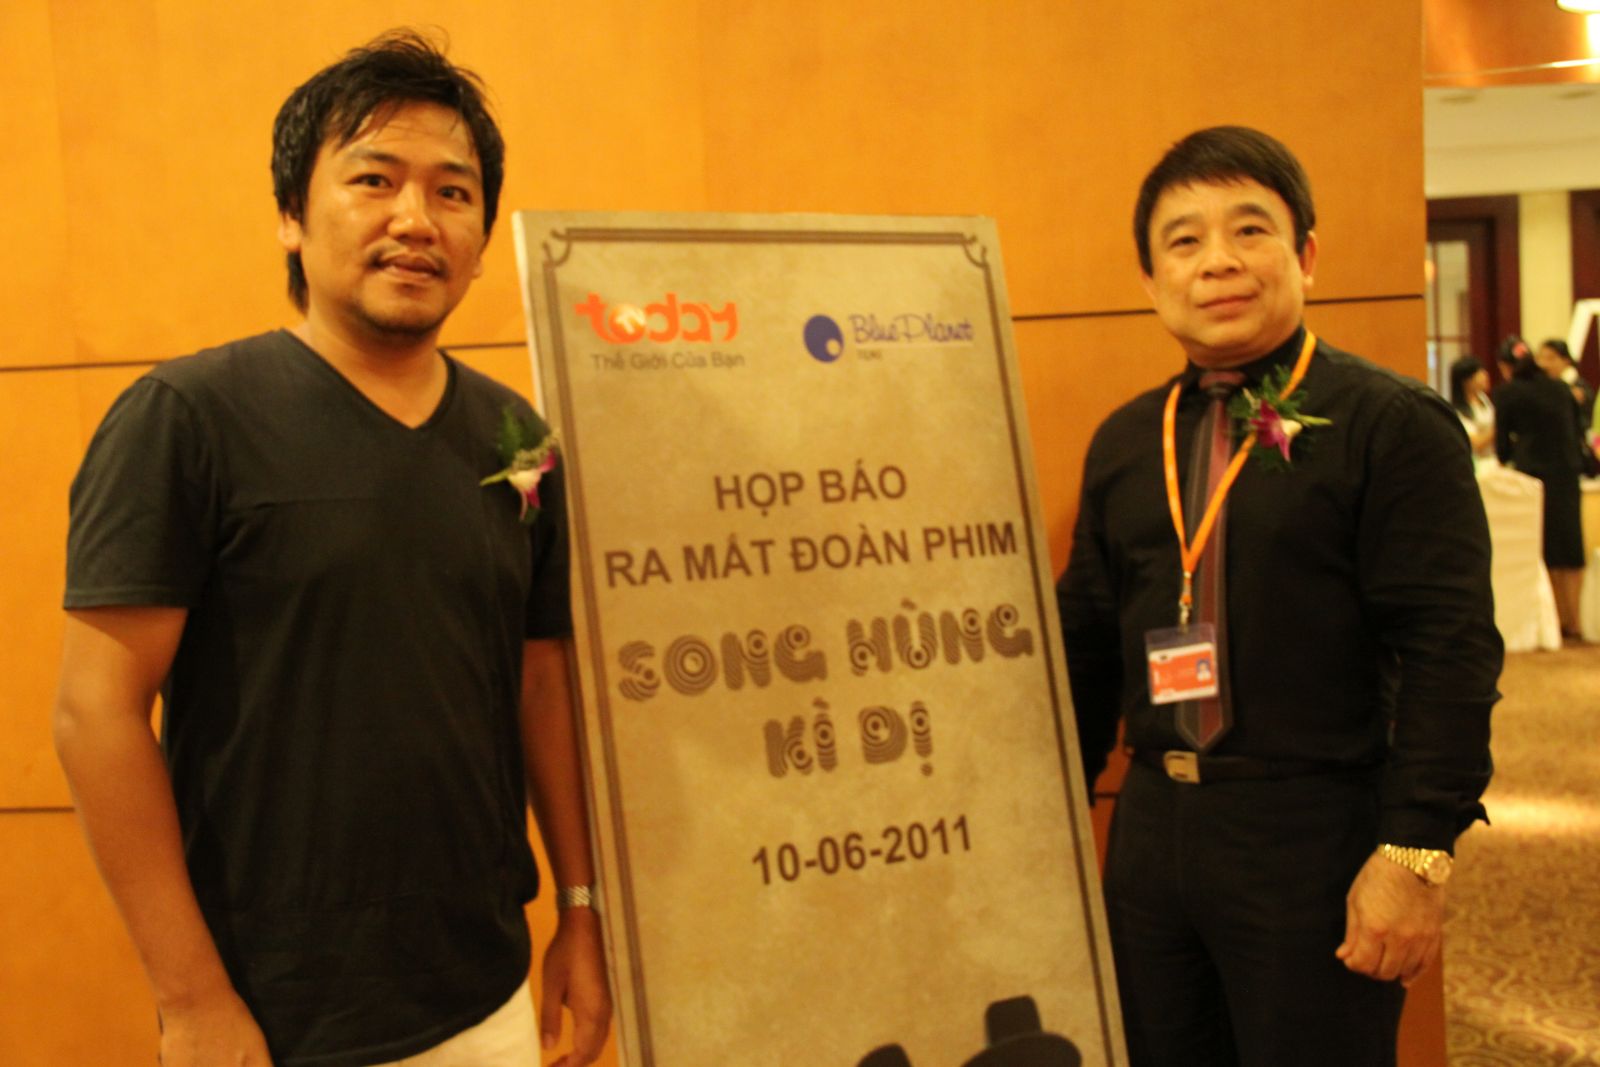 today
Thế Giới Của Bạn
Blue Planet
HỌP BÁO
RA MẮT ĐOÀN PHIM
SONG HÙNG
KÌ DỊ
10-06-2011